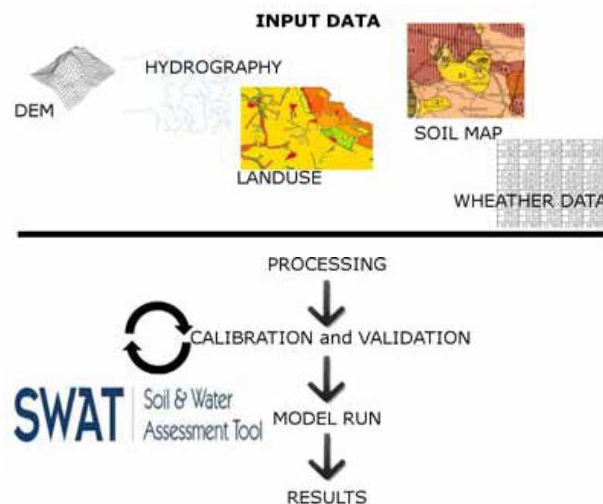 INPUT DATA
HYDROGRAPHY
DEM
SOIL MAP
LANDUSE
WHEATHER DATA
PROCESSING
CALIBRATION and VALIDATION
SWAT
Soil & Water
Assessment Tool
MODEL RUN
RESULTS